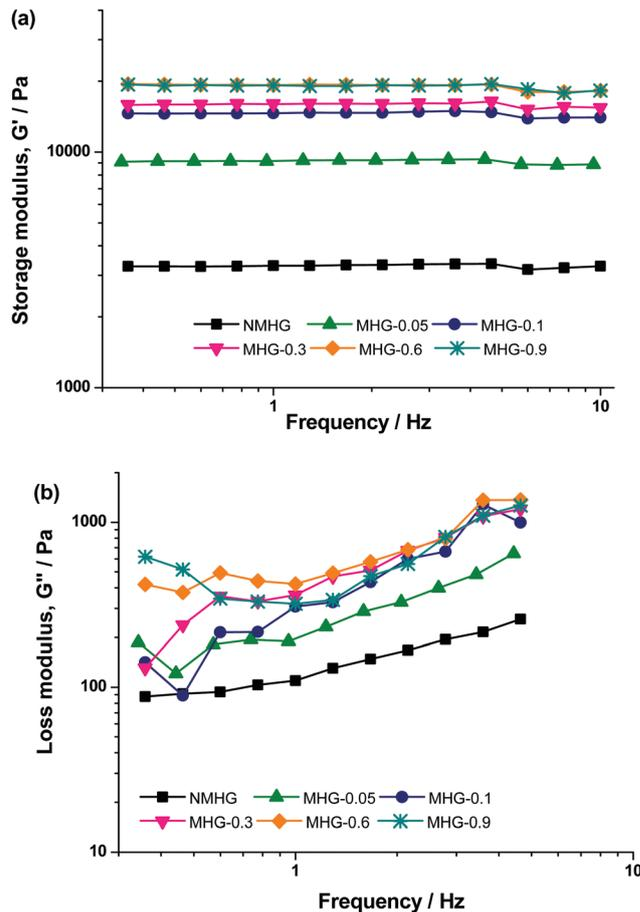 (a)
Storage modulus, G' / Pa
10000
1000
NMHG MHG-0.05 MHG-0.1
MHG-0.3 MHG-0.6 MHG-0.9
1 10
Frequency / Hz
(b)
Loss modulus, G" / Pa
1000
100
10
NMHG MHG-0.05 MHG-0.1
MHG-0.3 MHG-0.6 MHG-0.9
1 10
Frequency / Hz